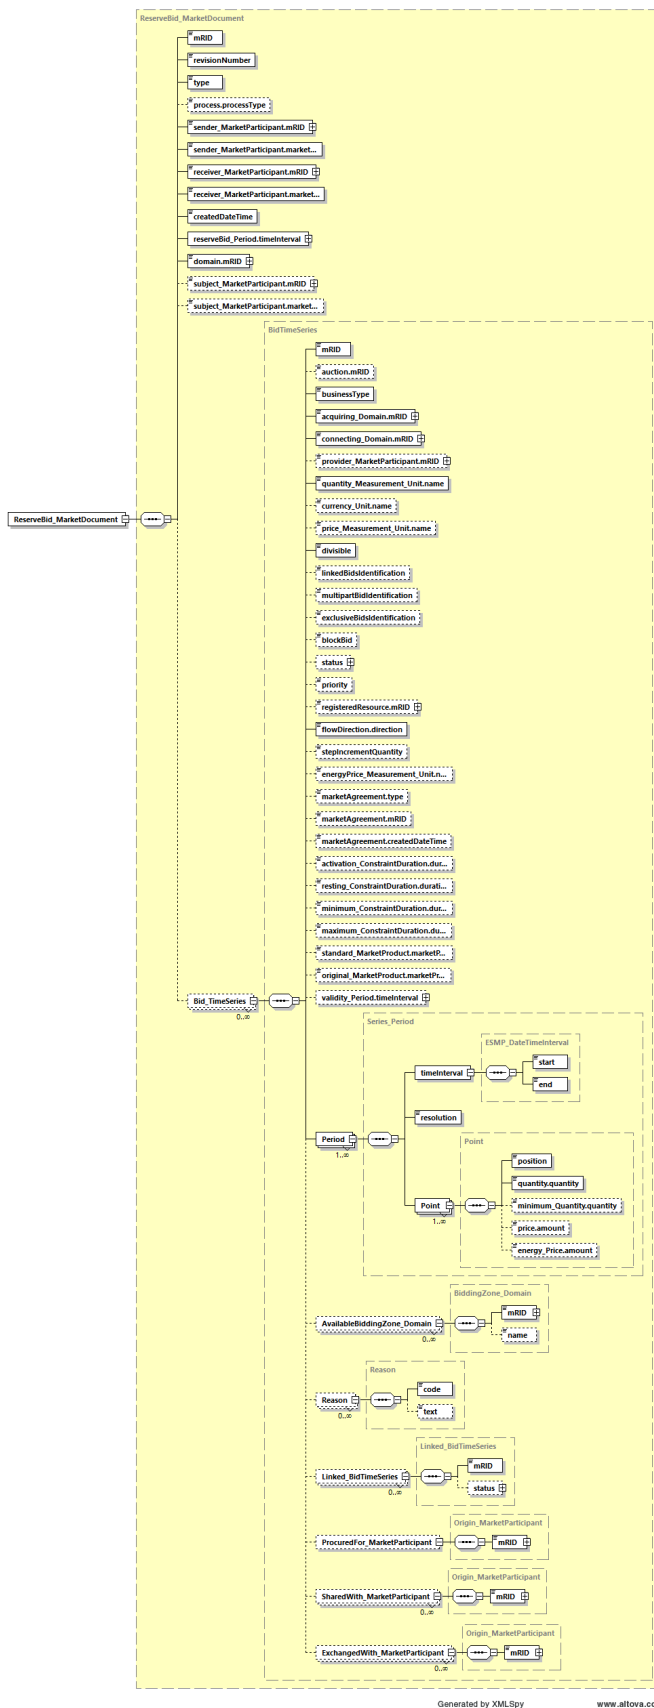 ReserveBid_MarketDocument
mRID
revisionNumber
type
process.processType
sender_MarketParticipant.mRID
sender_MarketParticipant.market...
receiver_MarketParticipant.mRID
receiver_MarketParticipant.market...
createdDateTime
reserveBid_Period.timeInterval
domain.mRID
subject_MarketParticipant.mRID
subject_MarketParticipant.market...
BidTimeSeries
mRID
auction.mRID
businessType
acquiring_Domain.mRID
connecting_Domain.mRID
provider_MarketParticipant.mRID
quantity_Measurement_Unit.name
currency_Unit.name
ReserveBid_MarketDocument
price_Measurement_Unit.name
divisible
linkedBidsIdentification
multipartBidIdentification
exclusiveBidsIdentification
blockBid
status
priority
registeredResource.mRID
flowDirection.direction
stepIncrementQuantity
energyPrice_Measurement_Unit.n...
marketAgreement.type
marketAgreement.mRID
marketAgreement.createdDateTime
activation_ConstraintDuration.dur...
resting_ConstraintDuration.durati...
minimum_ConstraintDuration.dur...
maximum_ConstraintDuration.du...
standard_MarketProduct.marketP...
original_MarketProduct.marketPr...
Bid_TimeSeries
validity_Period.timeInterval
0..∞
Series_Period
ESMP_DateTimeInterval
start
timeInterval
end
resolution
Period
1..∞
Point
position
quantity.quantity
Point
minimum_Quantity.quantity
1..∞
price.amount
energy_Price.amount
BiddingZone_Domain
mRID
AvailableBiddingZone_Domain
name
0..∞
Reason
code
Reason
text
0..∞
Linked_BidTimeSeries
mRID
Linked_BidTimeSeries
status
0..∞
Origin_MarketParticipant
ProcuredFor_MarketParticipant
mRID
Origin_MarketParticipant
SharedWith_MarketParticipant
mRID
0..∞
Origin_MarketParticipant
ExchangedWith_MarketParticipant
mRID
0..∞
Generated by XMLSpy
www.altova.co